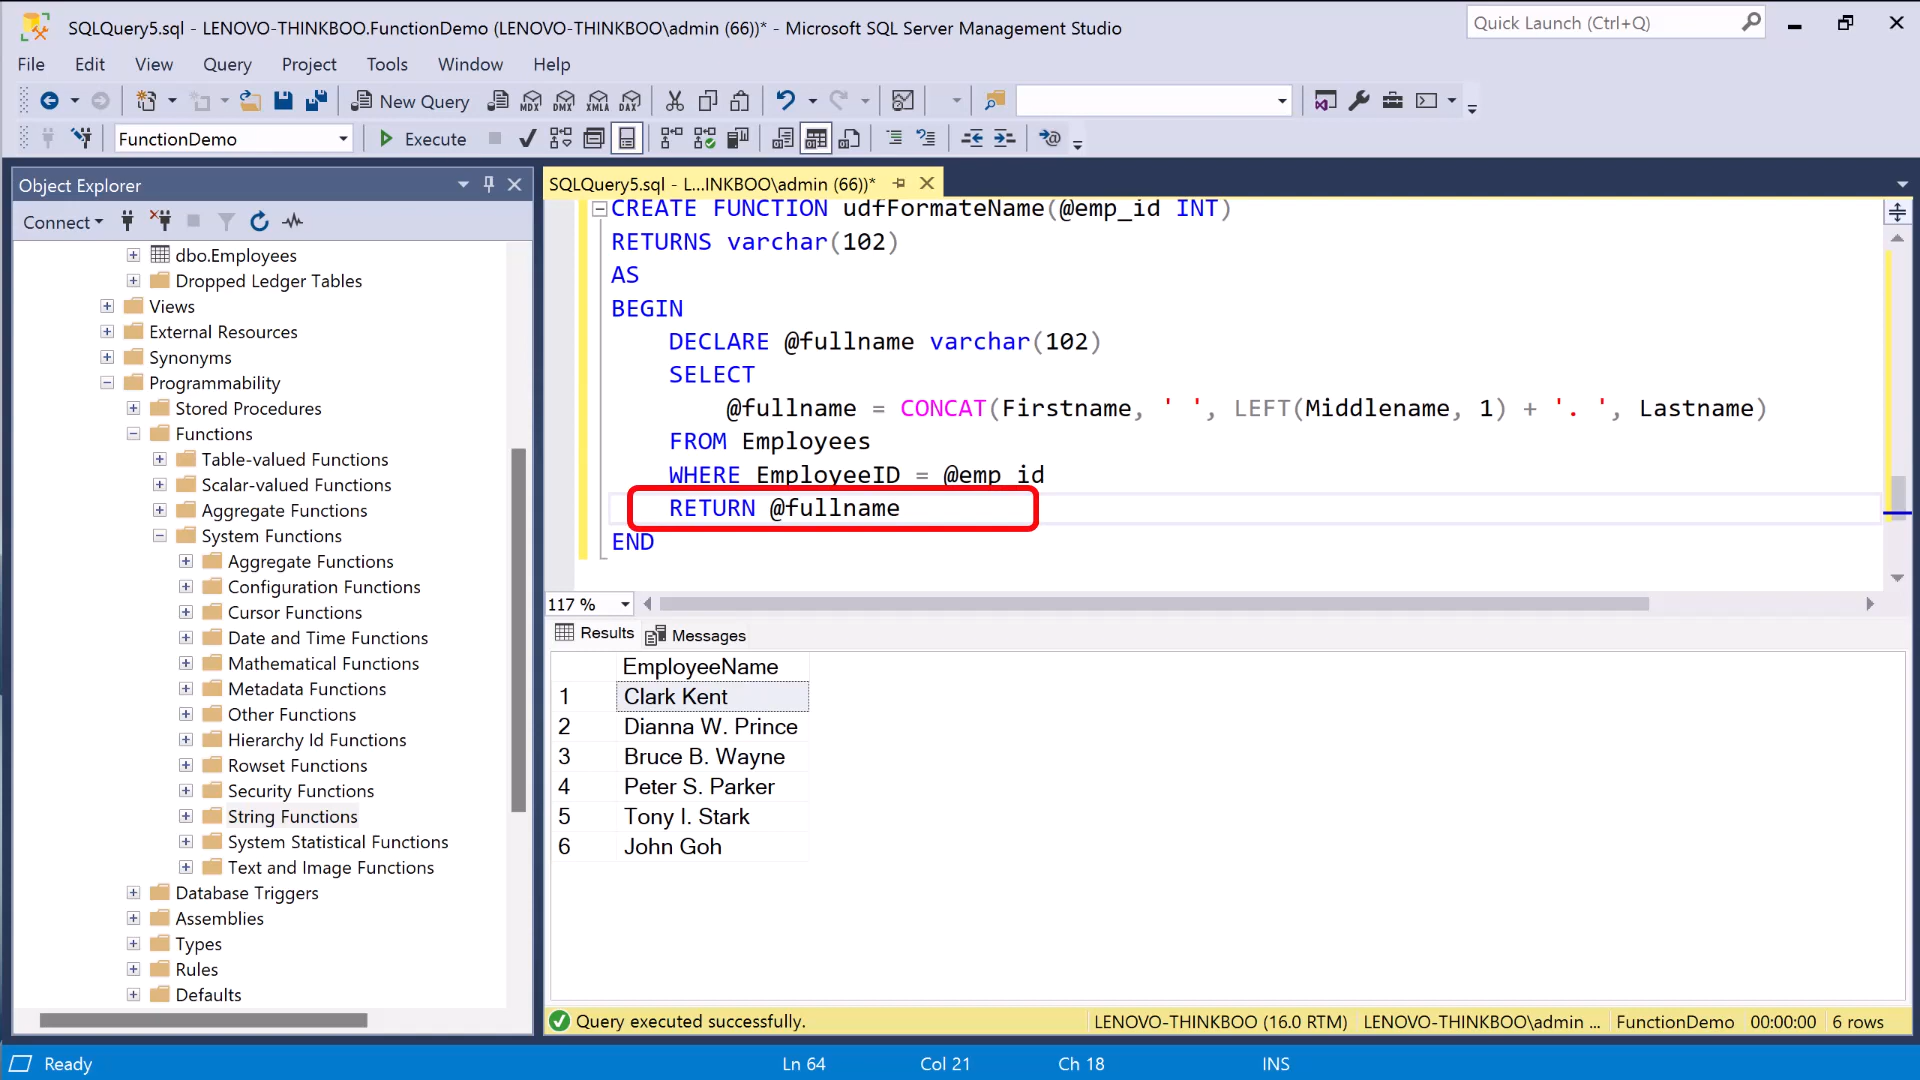 SQLQuery5.sql - LENOVO-THINKBOO.FunctionDemo (LENOVO-THINKBOO\admin (66))* - Microsoft SQL Server Management Studio
Quick Launch (Ctrl+Q)
File Edit View Query Project Tools Window Help
New Query MDX DMX XMLA DAX
FunctionDemo Execute
Object Explorer
Connect
dbo.Employees
Dropped Ledger Tables
Views
External Resources
Synonyms
Programmability
Stored Procedures
Functions
Table-valued Functions
Scalar-valued Functions
Aggregate Functions
System Functions
Aggregate Functions
Configuration Functions
Cursor Functions
Date and Time Functions
Mathematical Functions
Metadata Functions
Other Functions
Hierarchy Id Functions
Rowset Functions
Security Functions
String Functions
System Statistical Functions
Text and Image Functions
Database Triggers
Assemblies
Types
Rules
Defaults
SQLQuery5.sql - L...INKBOO\admin (66))*
CREATE FUNCTION udfFormateName(@emp_id INT)
RETURNS varchar(102)
AS
BEGIN
DECLARE @fullname varchar(102)
SELECT
@fullname = CONCAT(Firstname, ' ', LEFT(Middlename, 1) + '. ', Lastname)
FROM Employees
WHERE EmployeeID = @emp_id
RETURN @fullname
END
117 %
Results Messages
EmployeeName
1 Clark Kent
2 Dianna W. Prince
3 Bruce B. Wayne
4 Peter S. Parker
5 Tony I. Stark
6 John Goh
Query executed successfully. LENOVO-THINKBOO (16.0 RTM) LENOVO-THINKBOO\admin ... FunctionDemo 00:00:00 6 rows
Ready Ln 64 Col 21 Ch 18 INS